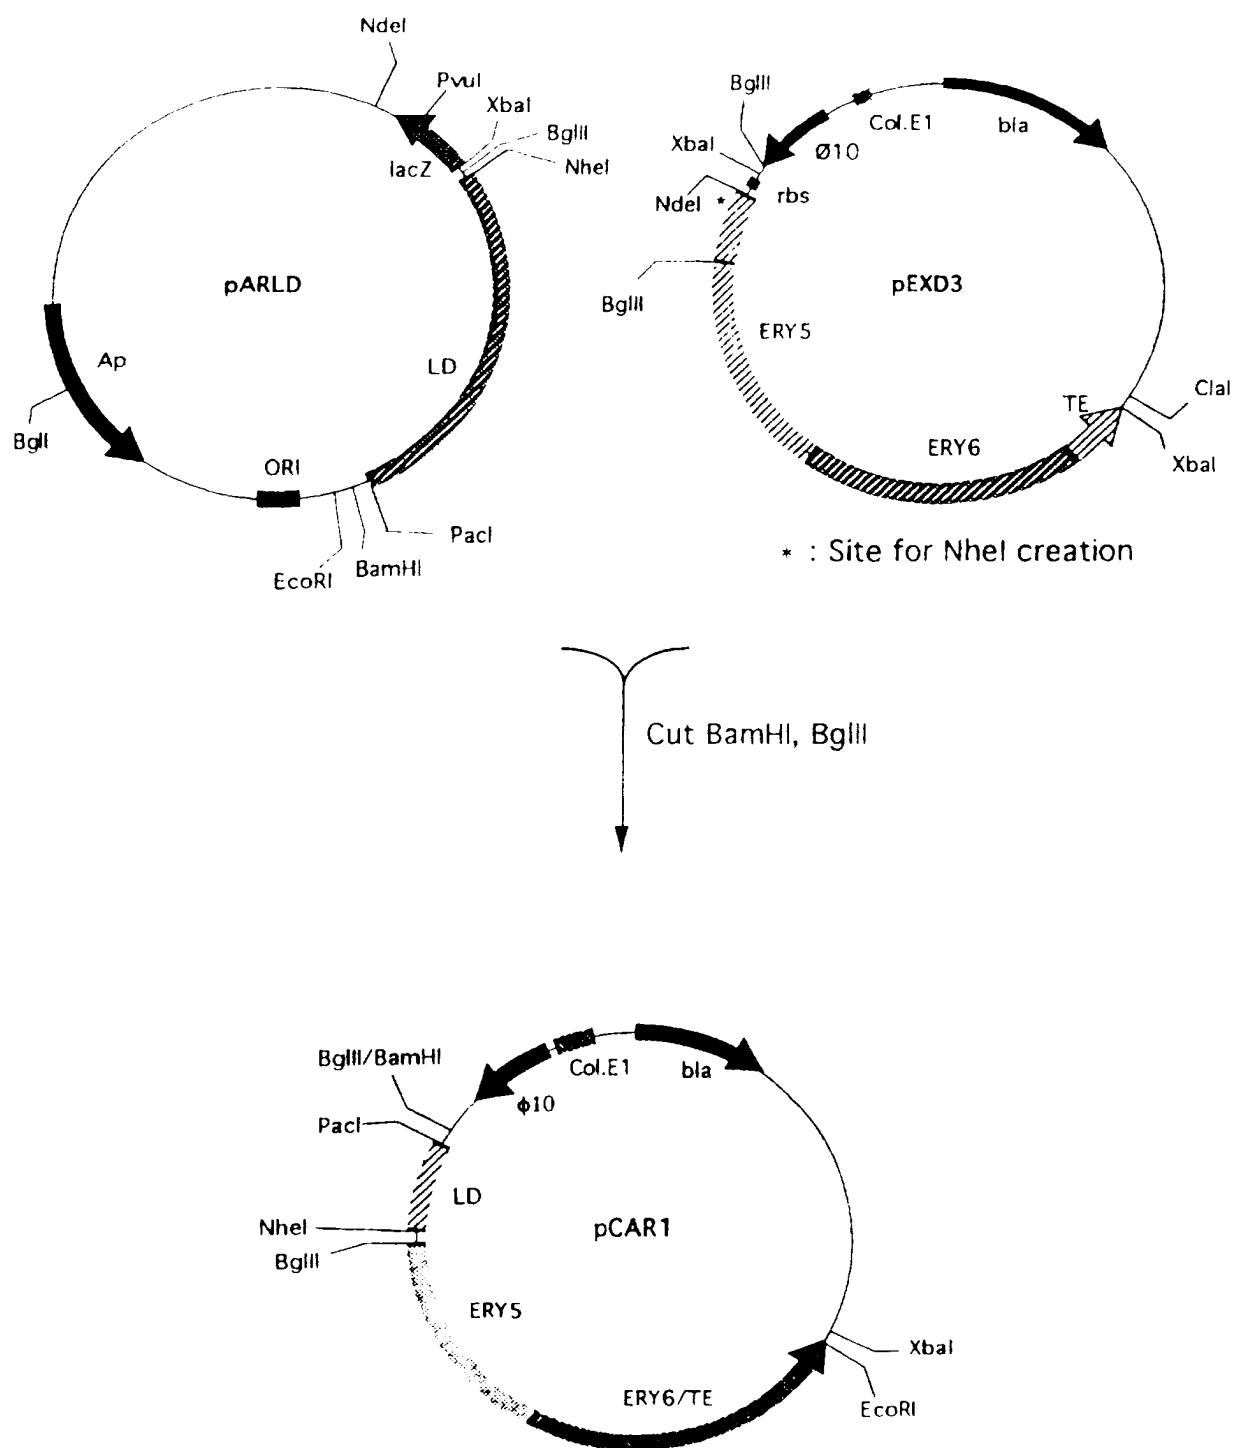 NdeI
PvuI
XbaI
BglII
NheI
lacZ
pARLD
Ap
LD
BglI
ORI
PacI
BamHI
EcoRI
BglII
XbaI
NdeI
*
rbs
Ø10
Col.E1
bla
BglII
pEXD3
ERY5
ERY6
TE
ClaI
XbaI
* : Site for NheI creation
Cut BamHI, BglII
BglII/BamHI
PacI
Col.E1
bla
ϕ10
LD
NheI
BglII
pCAR1
ERY5
ERY6/TE
XbaI
EcoRI